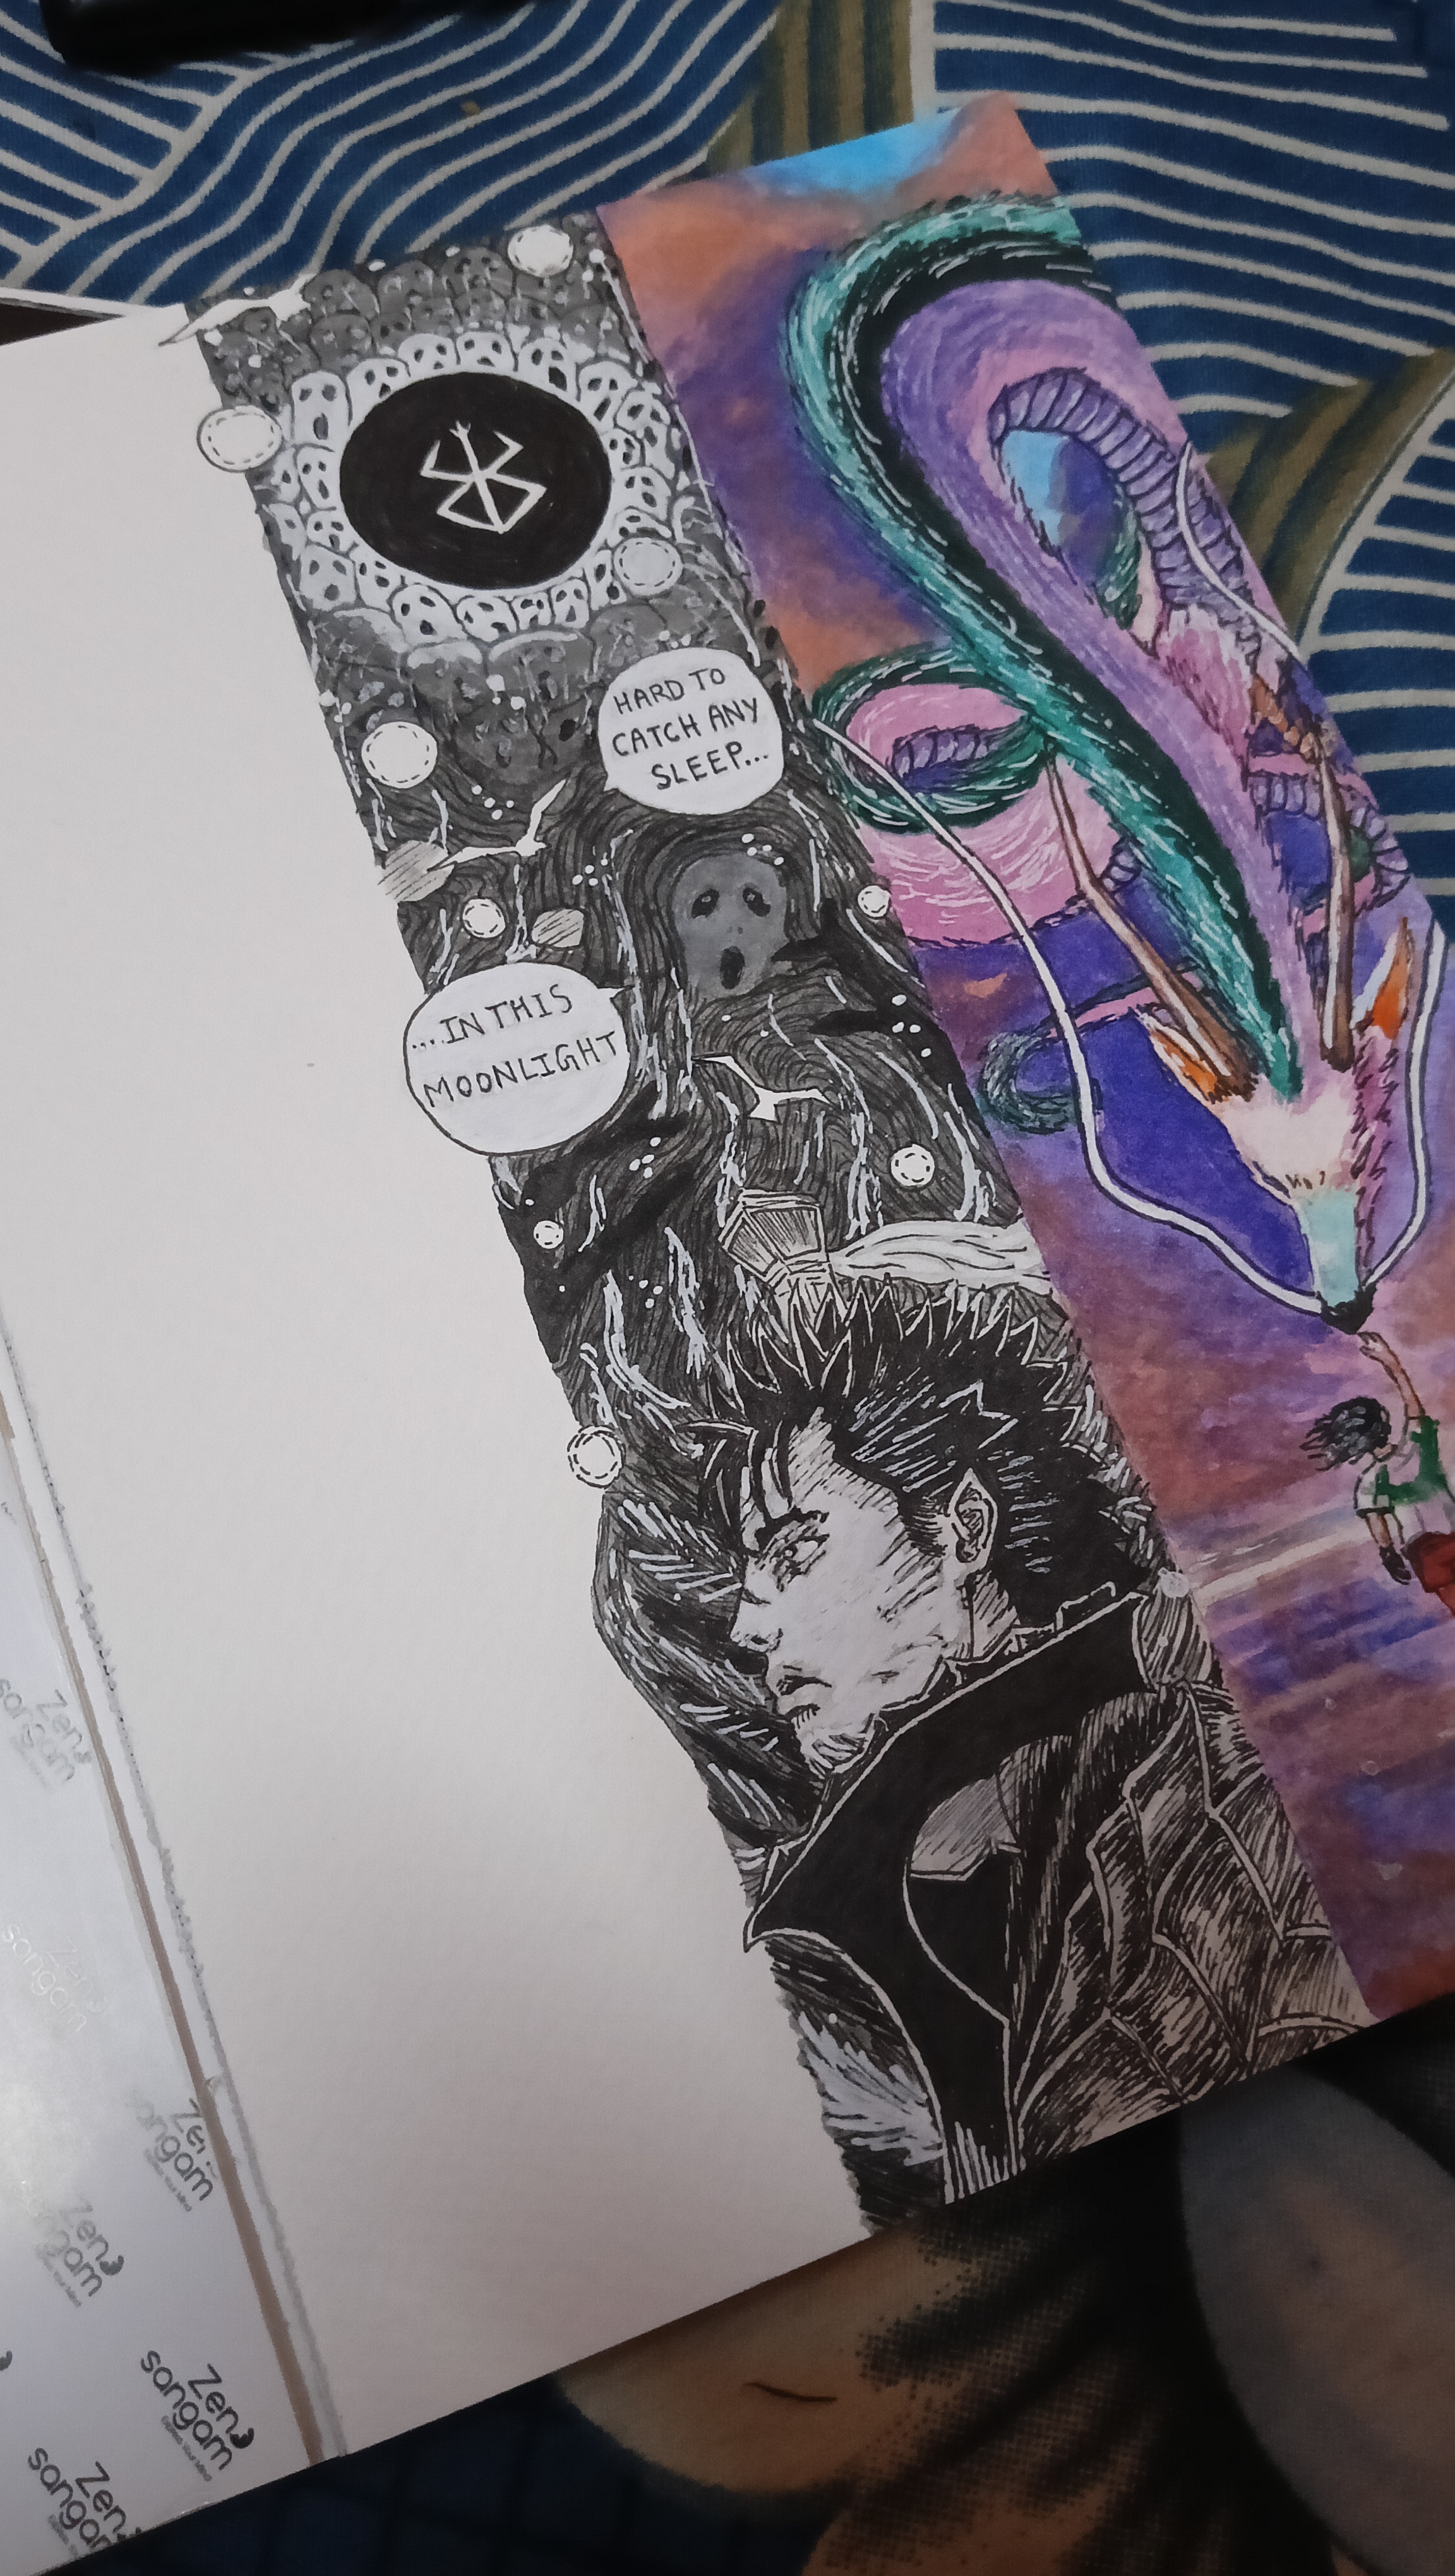 HARD TO
CATCH ANY
SLEEP...
....IN THIS
MOONLIGHT
Zen
sangam
Zen
sangam
Zen
sangam
Zen
sangam
Zen
sangam
Zen
sangam